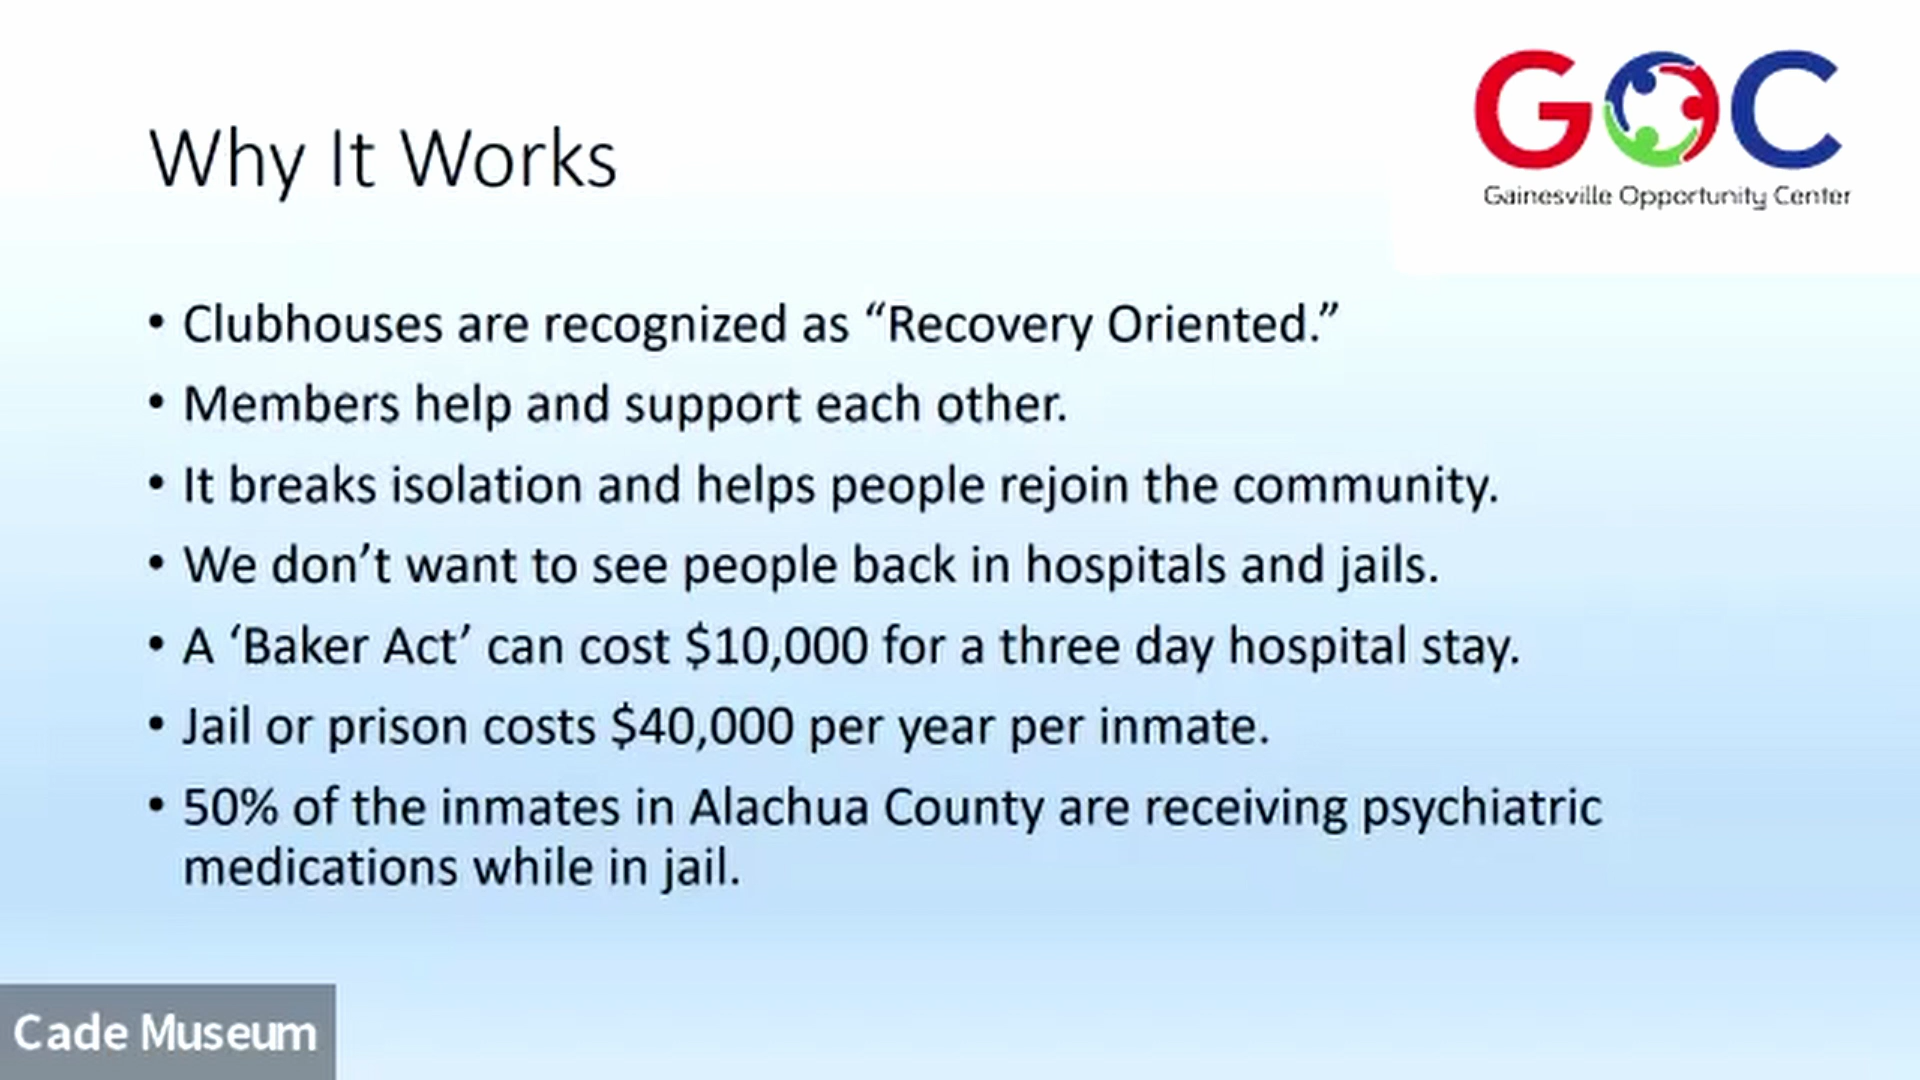 GOC
Gainesville Opportunity Center
Why It Works
• Clubhouses are recognized as “Recovery Oriented.”
• Members help and support each other.
• It breaks isolation and helps people rejoin the community.
• We don’t want to see people back in hospitals and jails.
• A ‘Baker Act’ can cost $10,000 for a three day hospital stay.
• Jail or prison costs $40,000 per year per inmate.
• 50% of the inmates in Alachua County are receiving psychiatric
medications while in jail.
Cade Museum